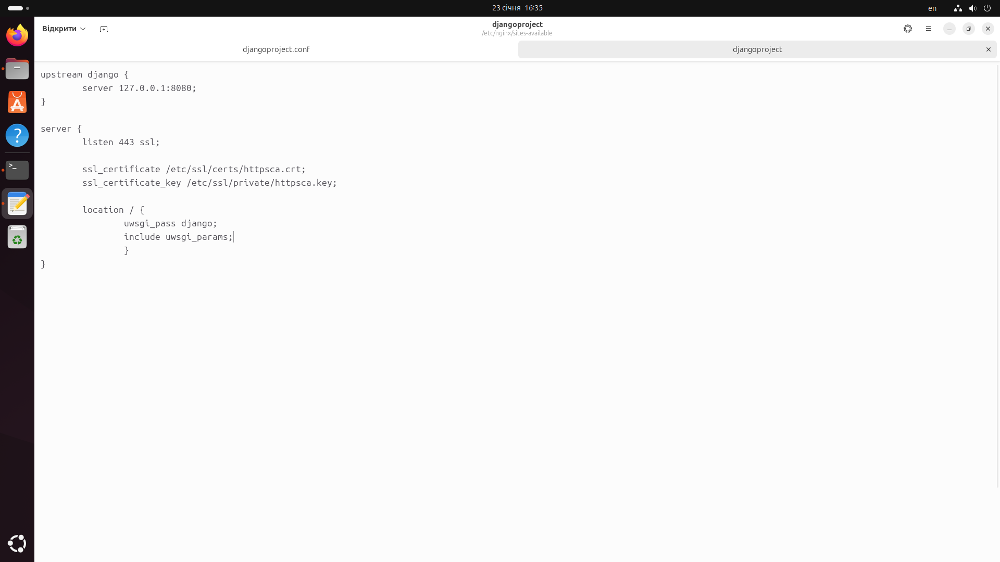 23 січня 16:35
en
Відкрити
djangoproject
/etc/nginx/sites-available
djangoproject.conf
djangoproject
upstream django {
        server 127.0.0.1:8080;
}

server {
        listen 443 ssl;

        ssl_certificate /etc/ssl/certs/httpsca.crt;
        ssl_certificate_key /etc/ssl/private/httpsca.key;

        location / {
                uwsgi_pass django;
                include uwsgi_params;
                }
}